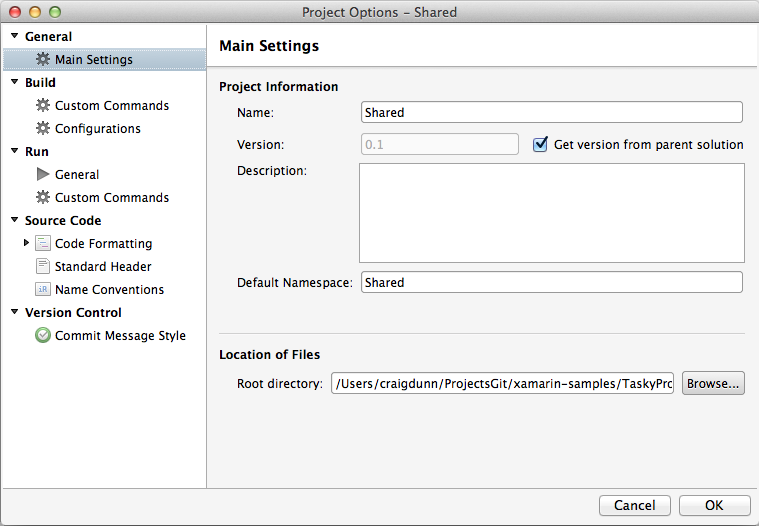 Project Options – Shared
General
Main Settings
Build
Custom Commands
Configurations
Run
General
Custom Commands
Source Code
Code Formatting
Standard Header
iR Name Conventions
Version Control
Commit Message Style
Main Settings
Project Information
Name: Shared
Version: 0.1 Get version from parent solution
Description:
Default Namespace: Shared
Location of Files
Root directory: /Users/craigdunn/ProjectsGit/xamarin-samples/TaskyPro Browse...
Cancel OK